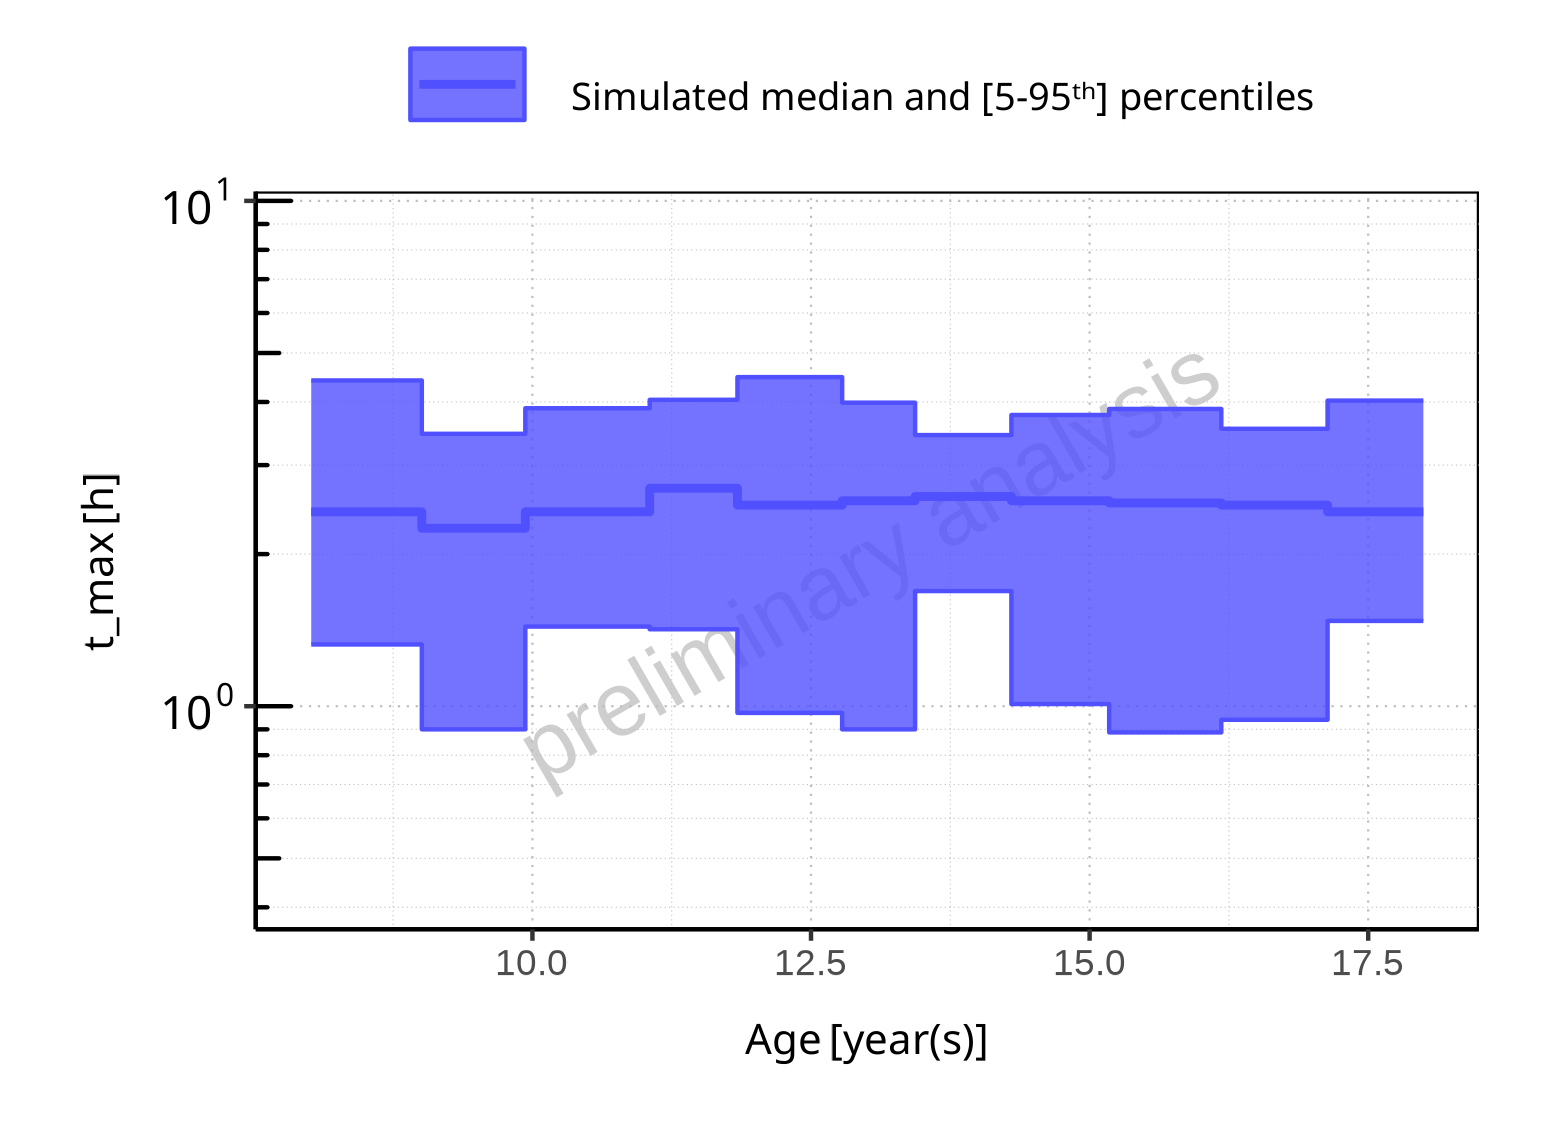 Simulated median and [5-95ᵗʰ] percentiles
10¹
10⁰
t_max [h]
preliminary analysis
10.0 12.5 15.0 17.5
Age [year(s)]